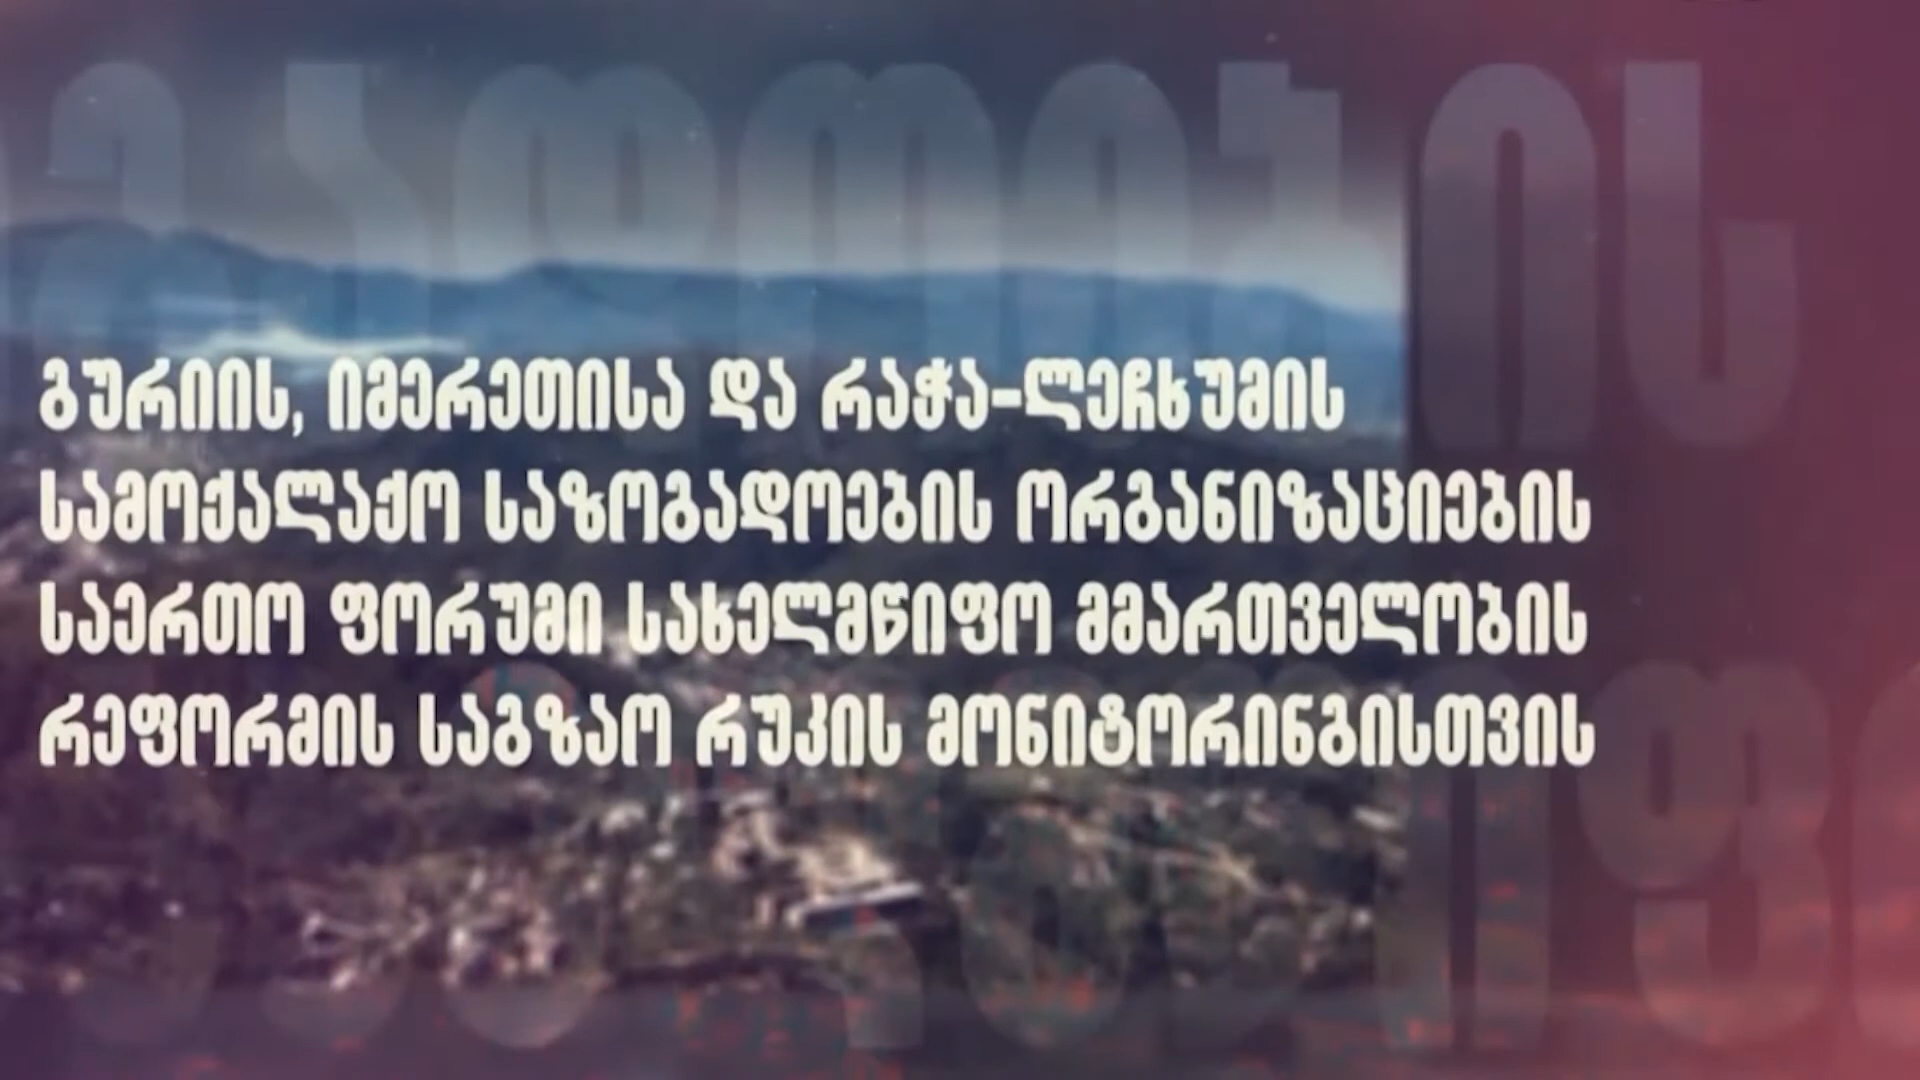 გურიის, იმერეთისა და რაჭა-ლეჩხუმის
სამოქალაქო საზოგადოების ორგანიზაციების
საერთო ფორუმი სახელმწიფო მმართველობის
რეფორმის საგზაო რუკის მონიტორინგისთვის